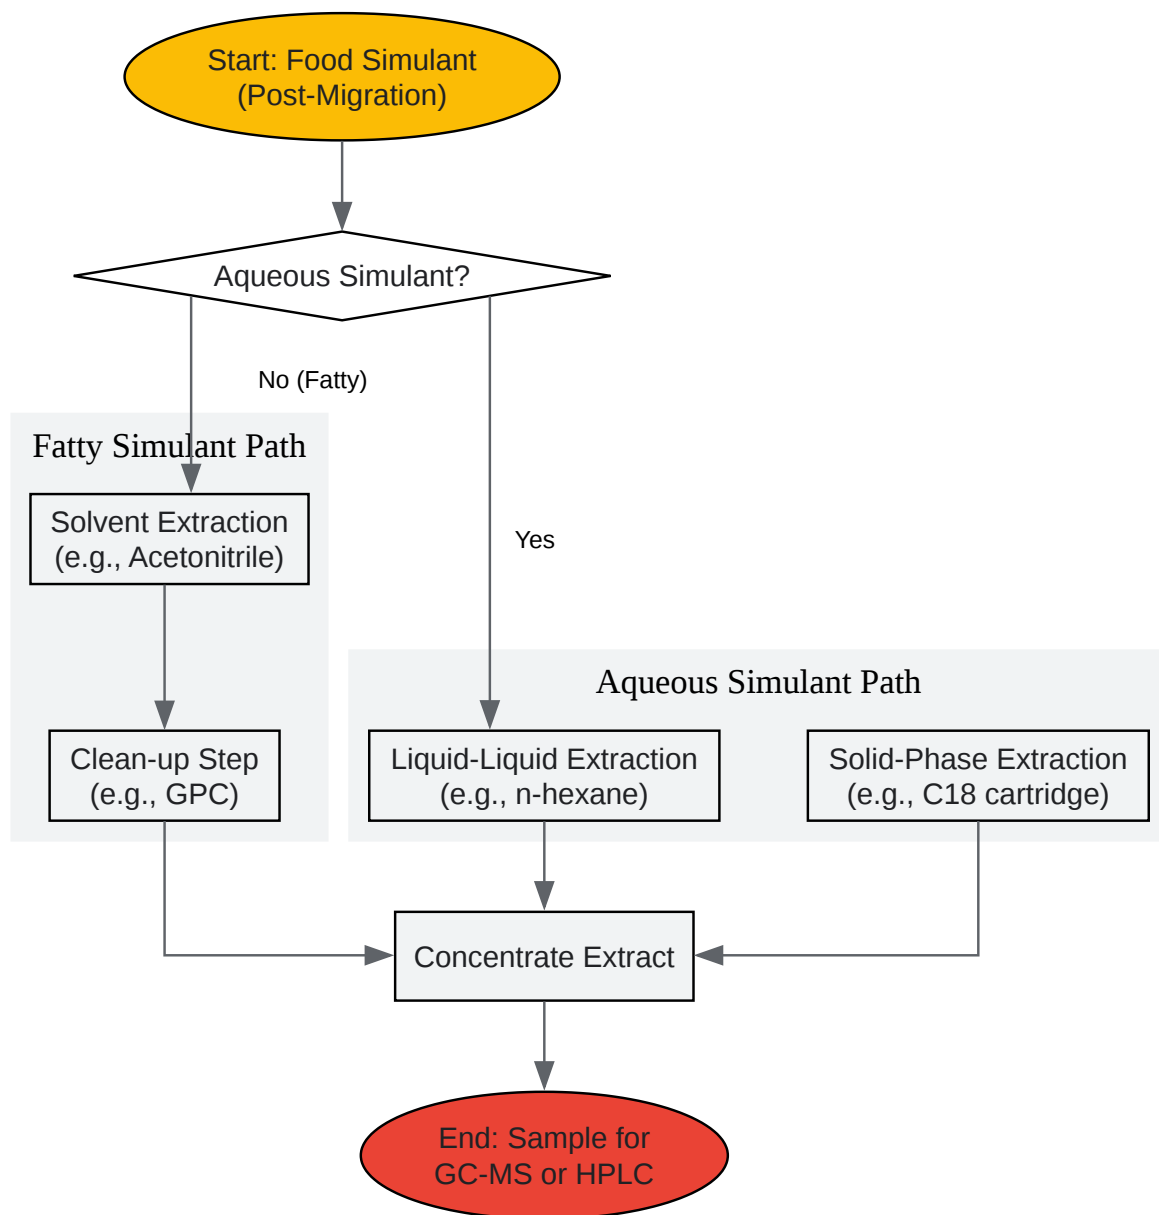 Start: Food Simulant
(Post-Migration)
Aqueous Simulant?
No (Fatty)
Fatty Simulant Path
Solvent Extraction
(e.g., Acetonitrile)
Yes
Aqueous Simulant Path
Clean-up Step
(e.g., GPC)
Liquid-Liquid Extraction
(e.g., n-hexane)
Solid-Phase Extraction
(e.g., C18 cartridge)
Concentrate Extract
End: Sample for
GC-MS or HPLC